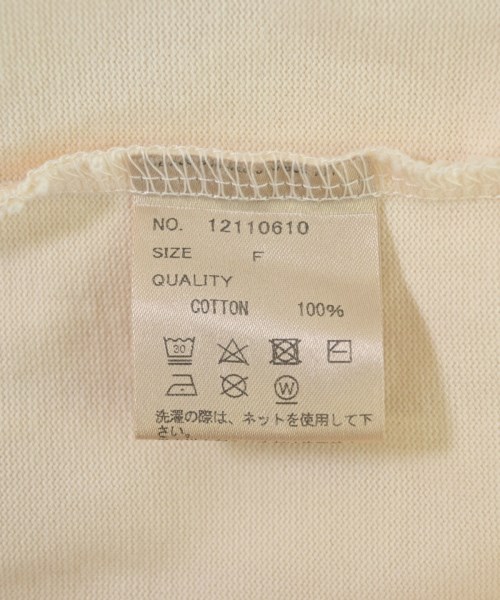 NO. 12110610
SIZE F
QUALITY
COTTON 100%
30
W
洗濯の際は、ネットを使用して下
さい。